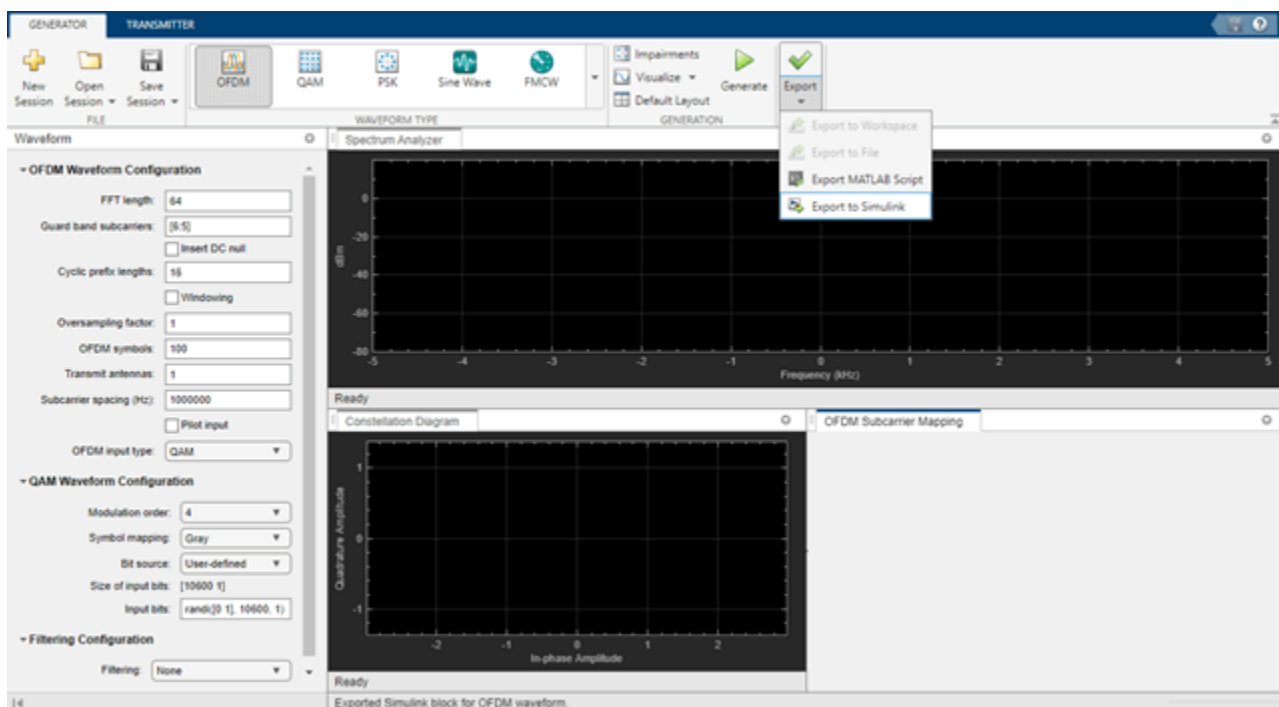 GENERATOR TRANSMITTER
?
New Session
Open Session
Save Session
FILE
OFDM QAM PSK Sine Wave FMCW
WAVEFORM TYPE
Impairments
Visualize
Default Layout
Generate
GENERATION
Export
Export to Workspace
Export to File
Export MATLAB Script
Export to Simulink
Waveform
OFDM Waveform Configuration
FFT length: 64
Guard band subcarriers: [6:5]
Insert DC null
Cyclic prefix lengths: 16
Windowing
Oversampling factor: 1
OFDM symbols: 100
Transmit antennas: 1
Subcarrier spacing (Hz): 1000000
Pilot input
OFDM input type: QAM
QAM Waveform Configuration
Modulation order: 4
Symbol mapping: Gray
Bit source: User-defined
Size of input bits: [10600 1]
Input bits: randi([0 1], 10600, 1)
Filtering Configuration
Filtering: None
Spectrum Analyzer
0
-20
-40
-60
-80
dBm
-5 -4 -3 -2 -1 0 1 2 3 4 5
Frequency (kHz)
Ready
Constellation Diagram
1
0
-1
Quadrature Amplitude
-2 -1 0 1 2
In-phase Amplitude
Ready
OFDM Subcarrier Mapping
Exported Simulink block for OFDM waveform.